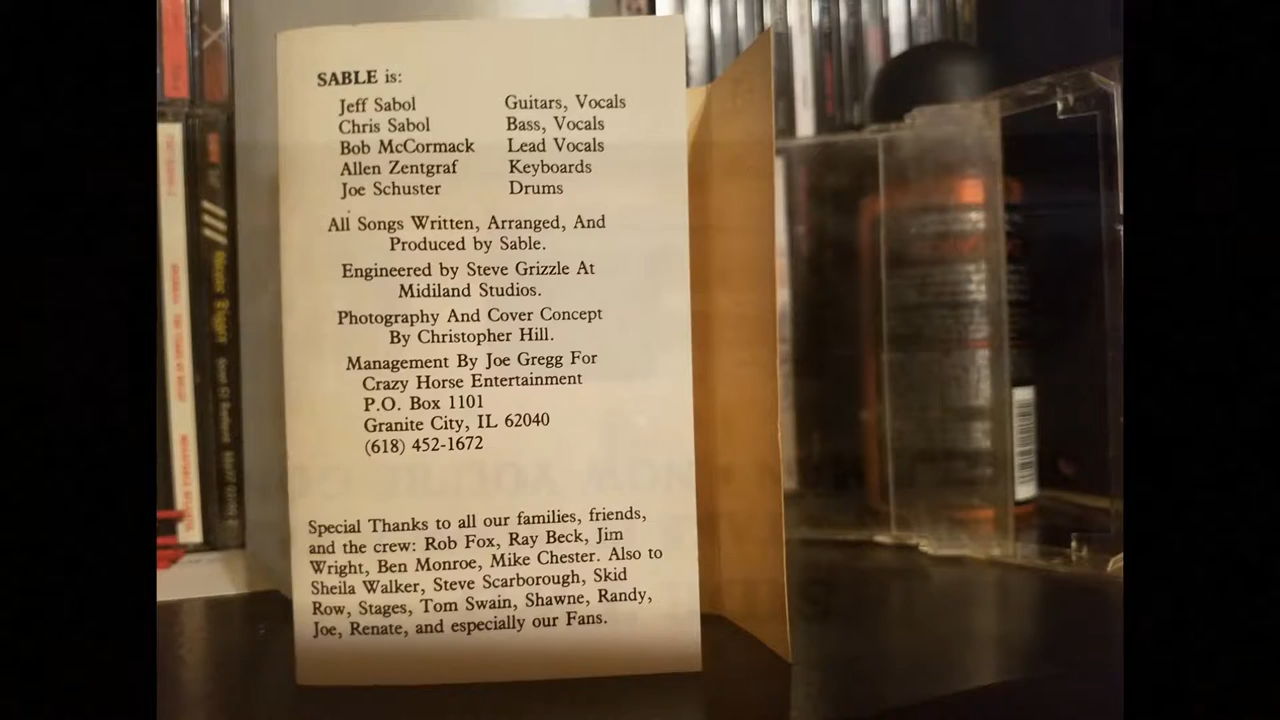 SABLE is:
Jeff Sabol Guitars, Vocals
Chris Sabol Bass, Vocals
Bob McCormack Lead Vocals
Allen Zentgraf Keyboards
Joe Schuster Drums
All Songs Written, Arranged, And
Produced by Sable.
Engineered by Steve Grizzle At
Midiland Studios.
Photography And Cover Concept
By Christopher Hill.
Management By Joe Gregg For
Crazy Horse Entertainment
P.O. Box 1101
Granite City, IL 62040
(618) 452-1672
Special Thanks to all our families, friends,
and the crew: Rob Fox, Ray Beck, Jim
Wright, Ben Monroe, Mike Chester. Also to
Sheila Walker, Steve Scarborough, Skid
Row, Stages, Tom Swain, Shawne, Randy,
Joe, Renate, and especially our Fans.